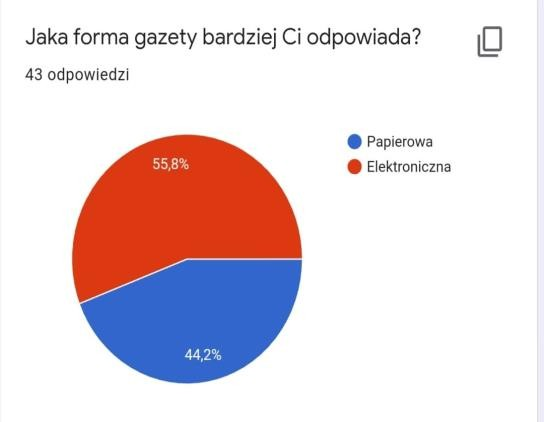 Jaka forma gazety bardziej Ci odpowiada?
43 odpowiedzi
Papierowa
Elektroniczna
55,8%
44,2%